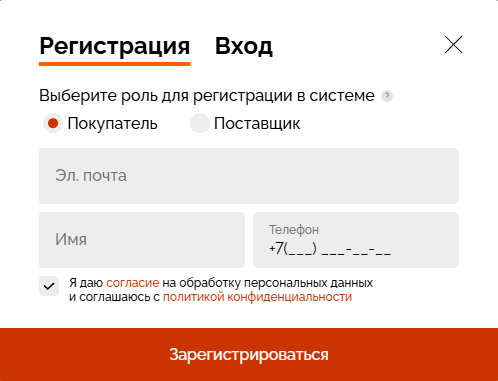 Регистрация Вход
Выберите роль для регистрации в системе ?
Покупатель Поставщик
Эл. почта
Имя
Телефон
+7(___) ___-__-__
Я даю согласие на обработку персональных данных
и соглашаюсь с политикой конфиденциальности
Зарегистрироваться